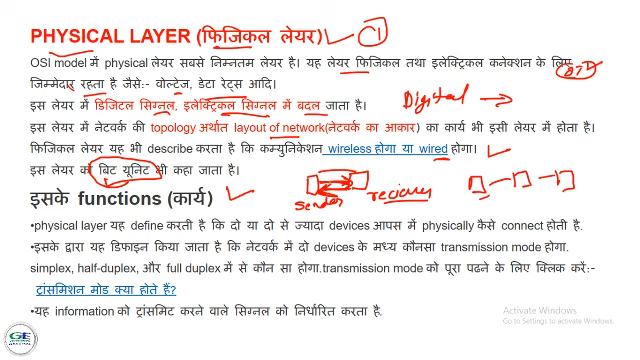 PHYSICAL LAYER (फिजिकल लेयर)
OSI model में physical लेयर सबसे निम्नतम लेयर है। यह लेयर फिजिकल तथा इलेक्ट्रिकल कनेक्शन के लिए
जिम्मेदार रहता है जैसे:- वोल्टेज, डेटा रेट्स आदि।
इस लेयर में डिजिटल सिग्नल, इलेक्ट्रिकल सिग्नल में बदल जाता है। Digital
इस लेयर में नेटवर्क की topology अर्थात layout of network(नेटवर्क का आकार) का कार्य भी इसी लेयर में होता है।
फिजिकल लेयर यह भी describe करता है कि कम्युनिकेशन wireless होगा या wired होगा।
इस लेयर को बिट यूनिट भी कहा जाता है।
इसके functions (कार्य)
sender
•physical layer यह define करती है कि दो या दो से ज्यादा devices आपस में physically कैसे connect होती है.
•इसके द्वारा यह डिफाइन किया जाता है कि नेटवर्क में दो devices के मध्य कौनसा transmission mode होगा.
simplex, half-duplex, और full duplex में से कौन सा होगा.transmission mode को पूरा पढने के लिए क्लिक करें:-
ट्रांसमिशन मोड क्या होते हैं?
•यह information को ट्रांसमिट करने वाले सिग्नल को निर्धारित करता है.
Activate Windows
Go to Settings to activate Windows.
GE